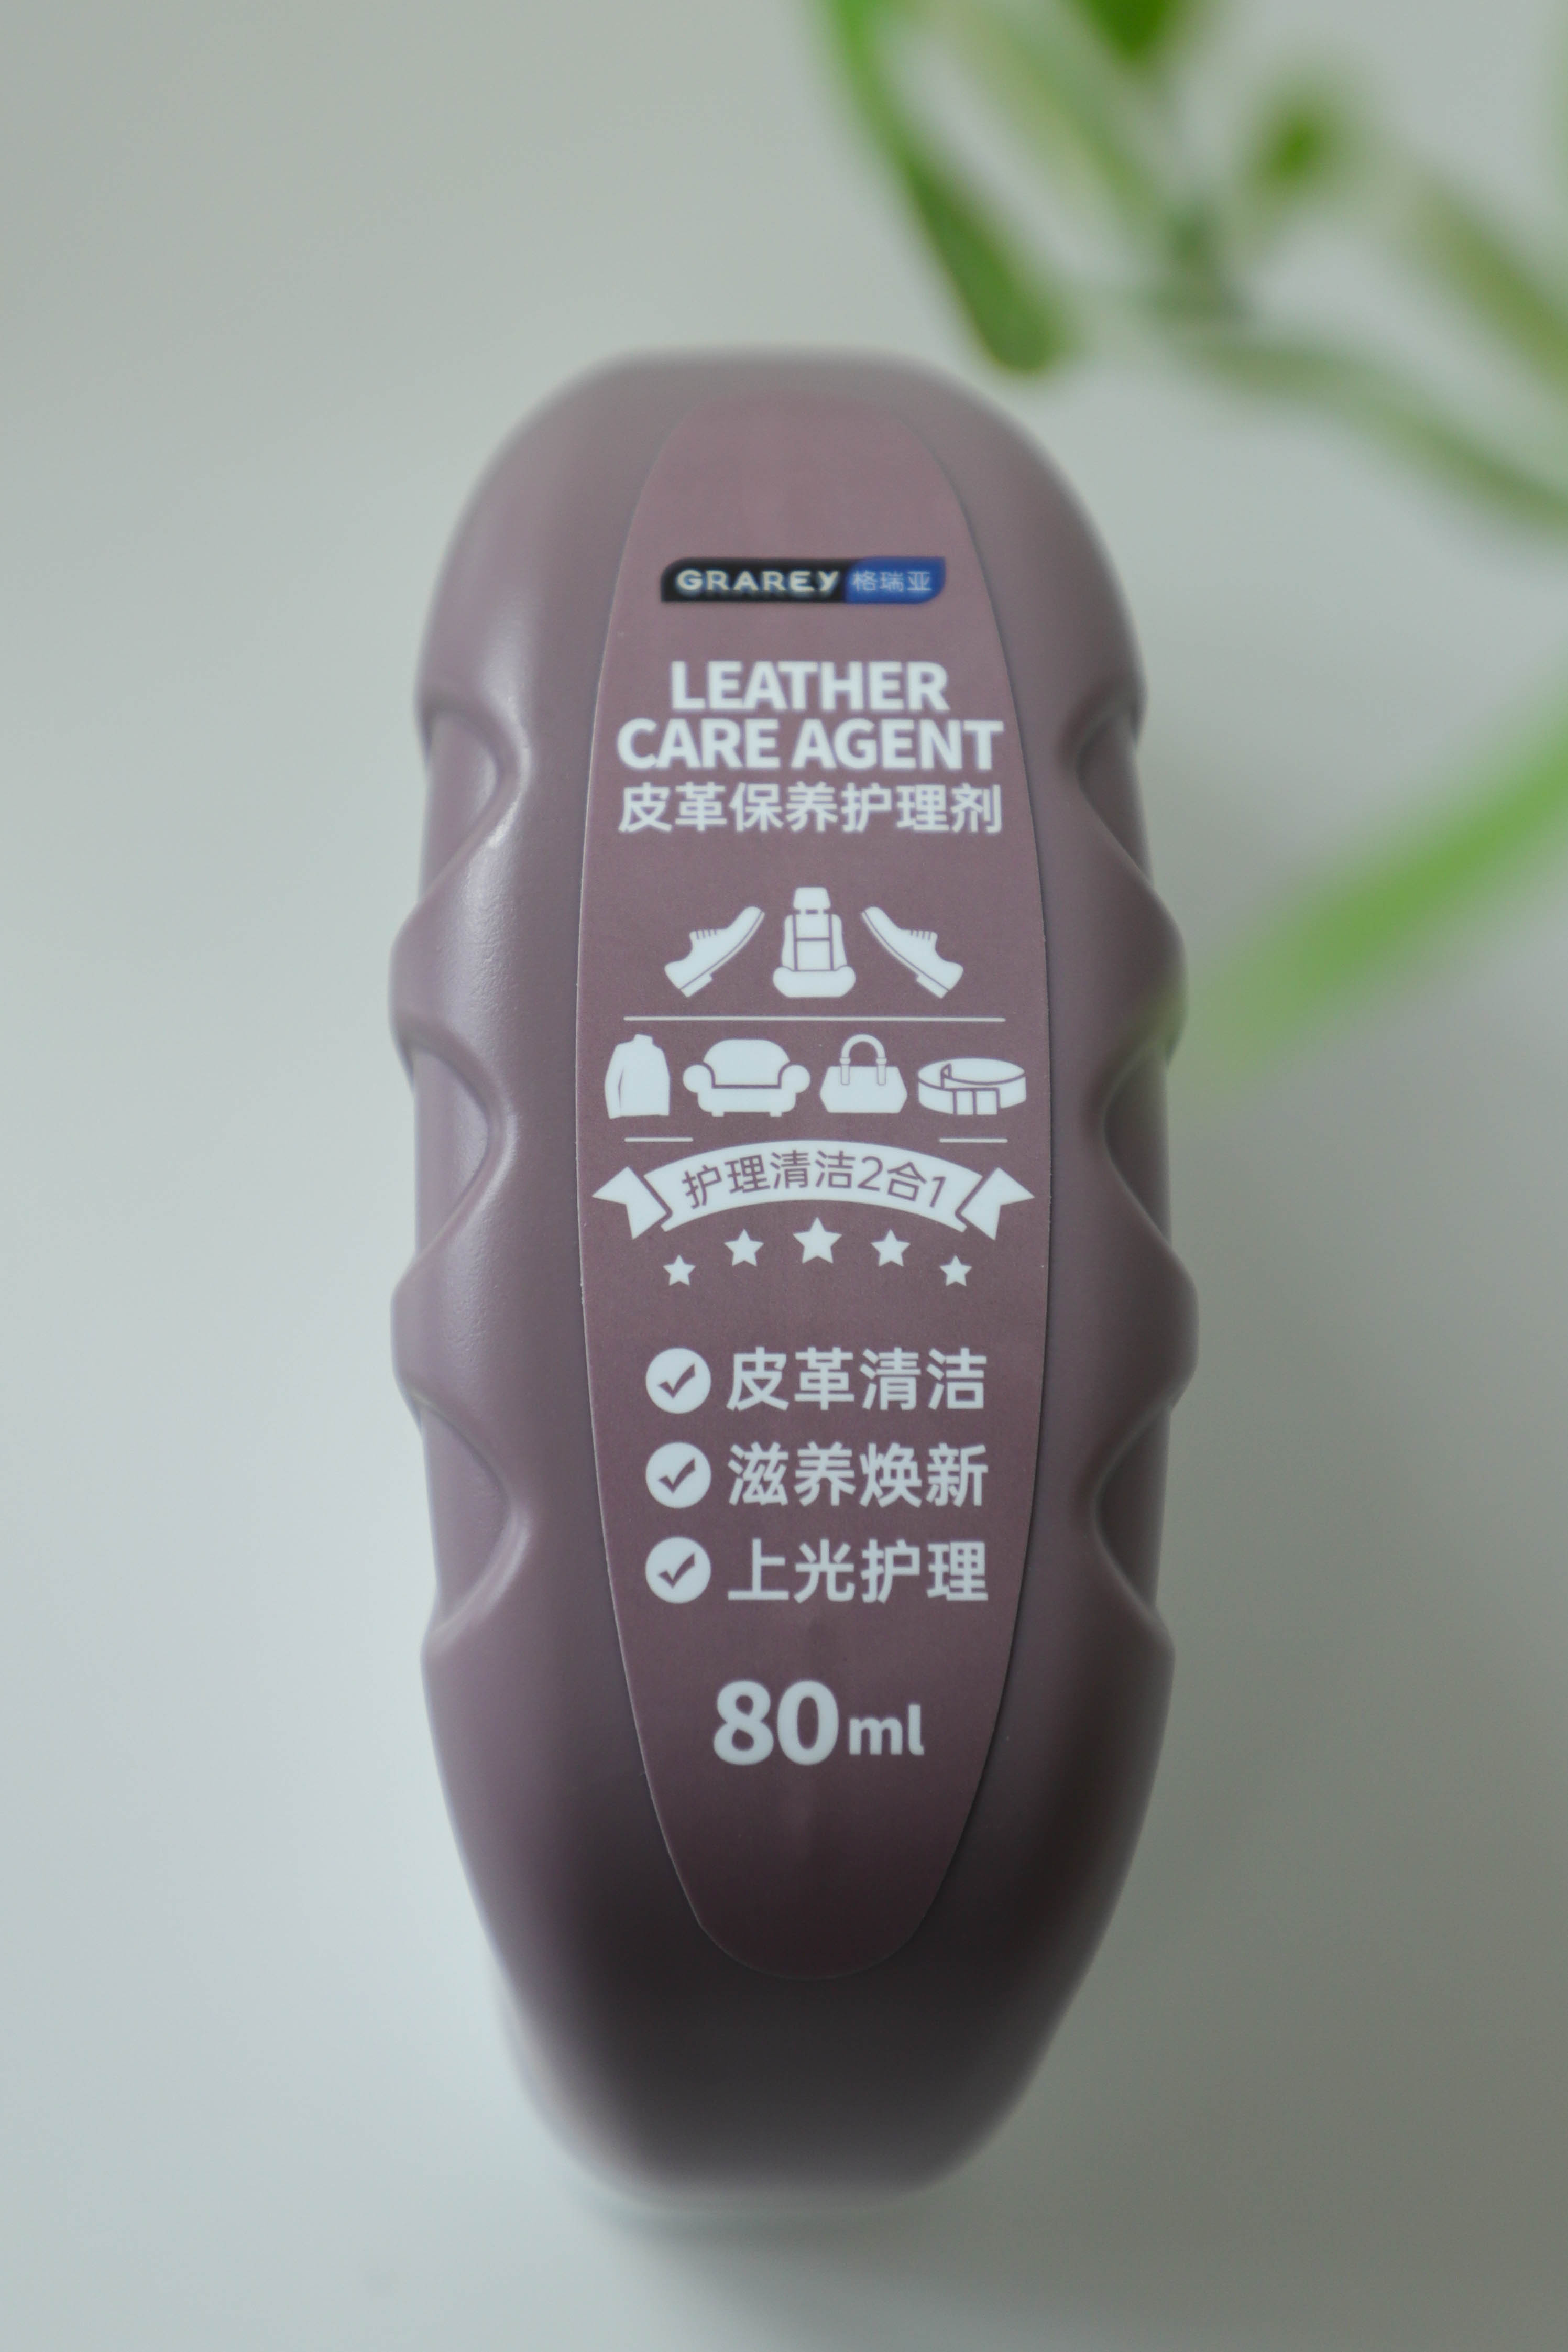 GRAREY 格瑞亚
LEATHER
CARE AGENT
皮革保养护理剂
护理清洁2合1
皮革清洁
滋养焕新
上光护理
80ml